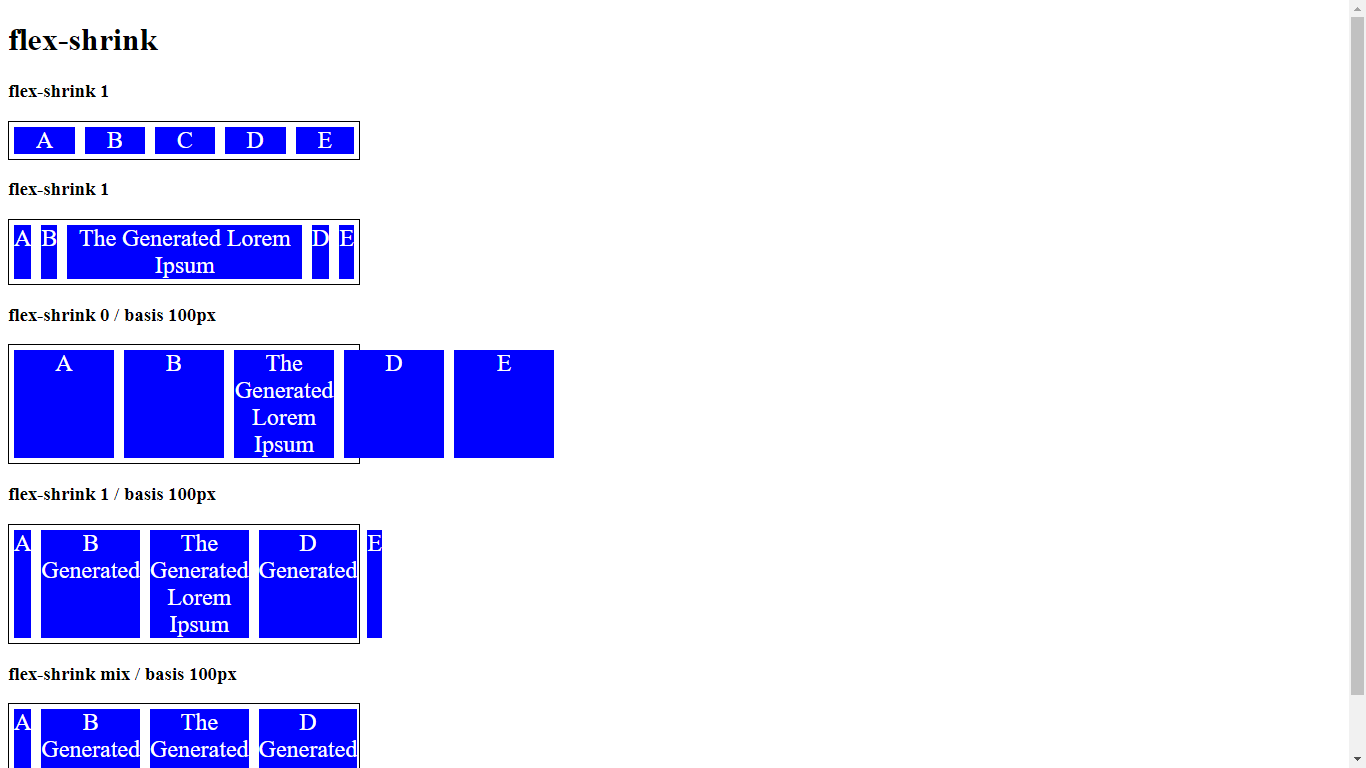 flex-shrink
flex-shrink 1
A B C D E
flex-shrink 1
A B The Generated Lorem D E
Ipsum
flex-shrink 0 / basis 100px
A B The D E
Generated
Lorem
Ipsum
flex-shrink 1 / basis 100px
A B The D E
Generated Generated Generated
Lorem
Ipsum
flex-shrink mix / basis 100px
A B The D
Generated Generated Generated